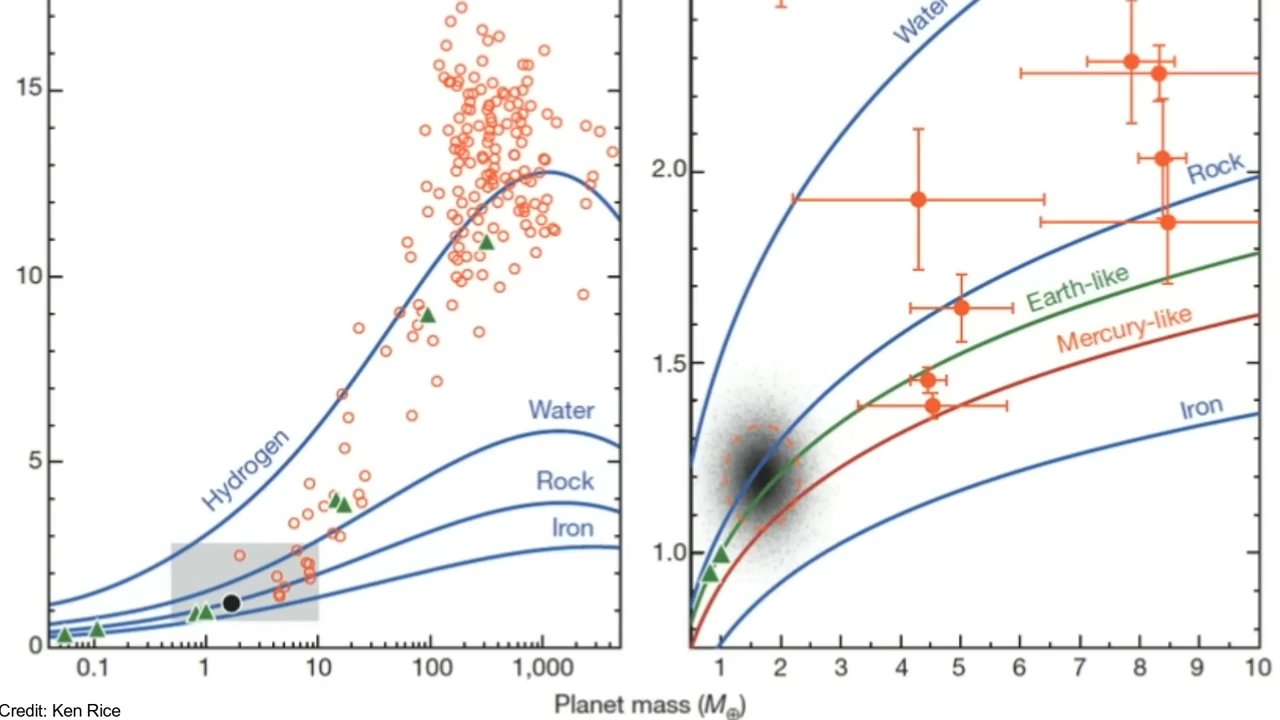 15
10
5
0
0.1
1
10
100
1,000
Hydrogen
Water
Rock
Iron
2.0
1.5
1.0
1
2
3
4
5
6
7
8
9
10
Water
Rock
Earth-like
Mercury-like
Iron
Planet mass (M⊕)
Credit: Ken Rice